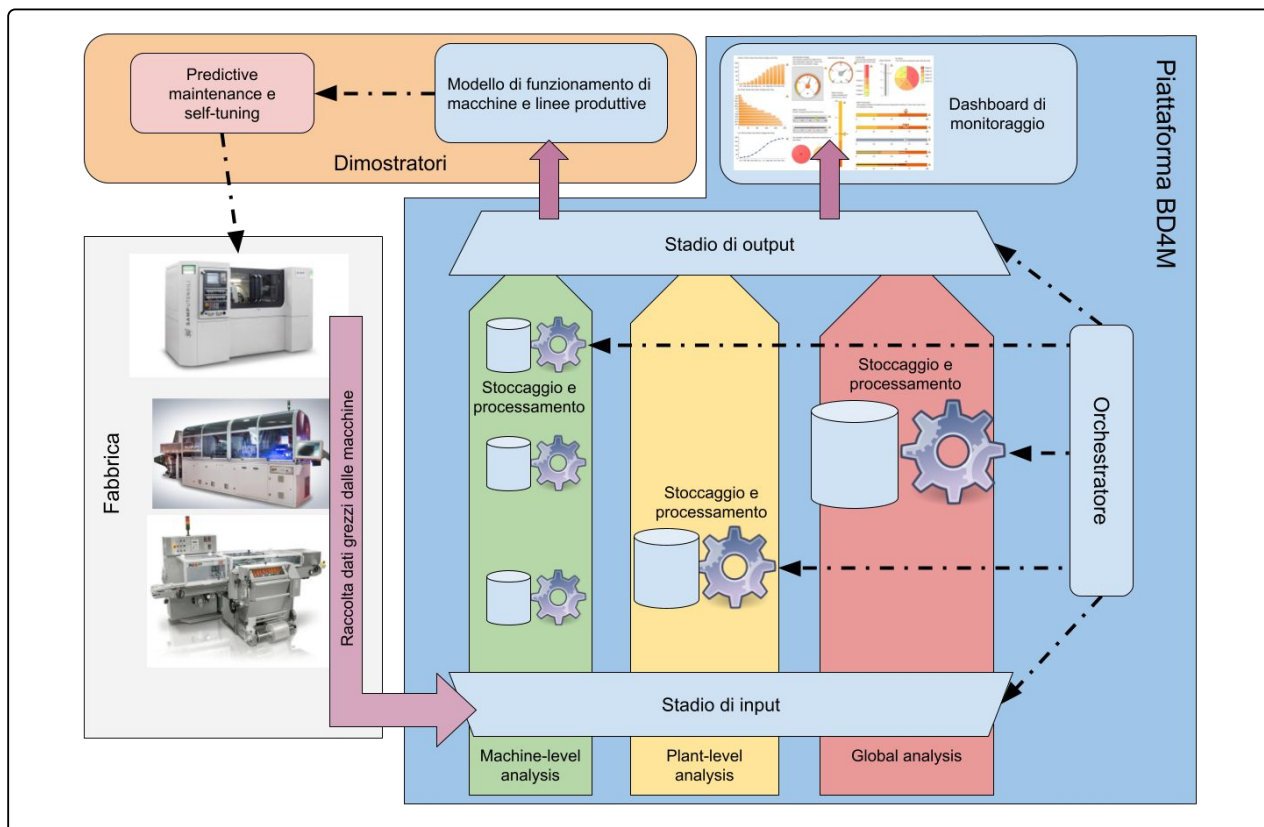 Predictive
maintenance e
self-tuning
Modello di funzionamento di
macchine e linee produttive
Dimostratori
Dashboard di
monitoraggio
Piattaforma BD4M
Stadio di output
Fabbrica
SAMPUTENSILI
Raccolta dati grezzi dalle macchine
Stoccaggio e
processamento
Stoccaggio e
processamento
Stoccaggio e
processamento
Orchestratore
Stadio di input
Machine-level
analysis
Plant-level
analysis
Global analysis